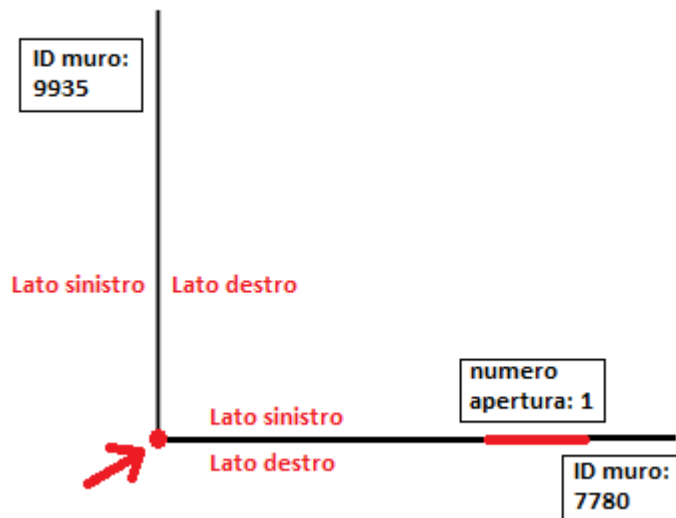 ID muro:
9935
Lato sinistro
Lato destro
numero
apertura: 1
Lato sinistro
Lato destro
ID muro:
7780